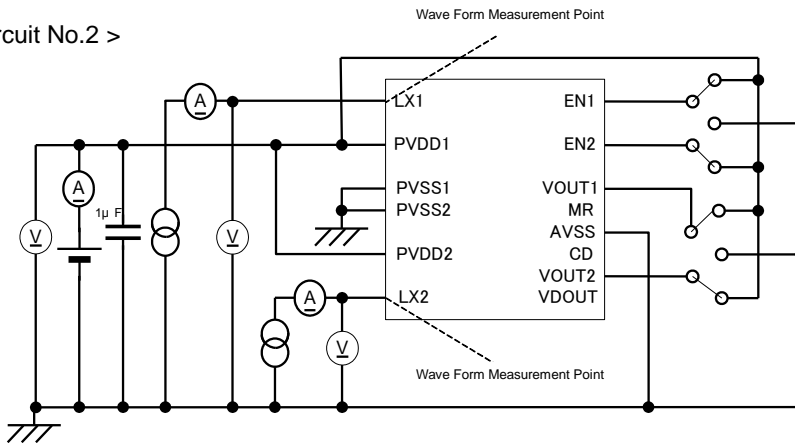 Wave Form Measurement Point
rcuit No.2 >
A
LX1
EN1
PVDD1
EN2
A
PVSS1
VOUT1
1μ F
PVSS2
MR
V
V
AVSS
PVDD2
CD
VOUT2
A
LX2
VDOUT
V
Wave Form Measurement Point